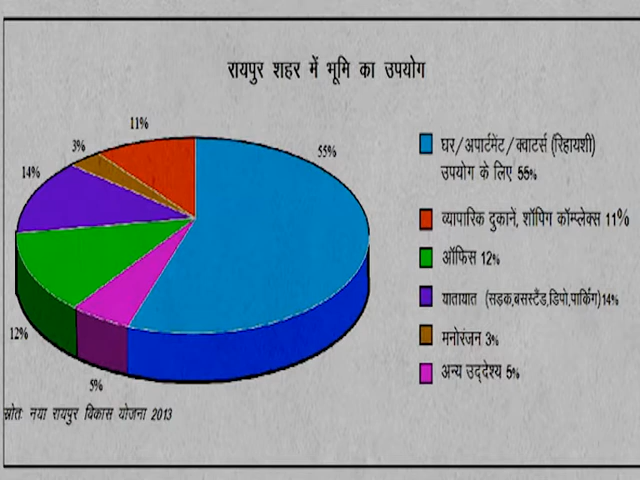 रायपुर शहर में भूमि का उपयोग
11%
3%
55%
14%
12%
5%
घर/अपार्टमेंट/क्वाटर्स (रिहायशी)
उपयोग के लिए 55%
व्यापारिक दुकानें, शॉपिग कॉम्प्लेक्स 11%
ऑफिस 12%
यातायात (सड़क,बसस्टैंड,डिपो,पार्किंग)14%
मनोरंजन 3%
अन्य उद्देश्य 5%
स्रोतः नया रायपुर विकास योजना 2013